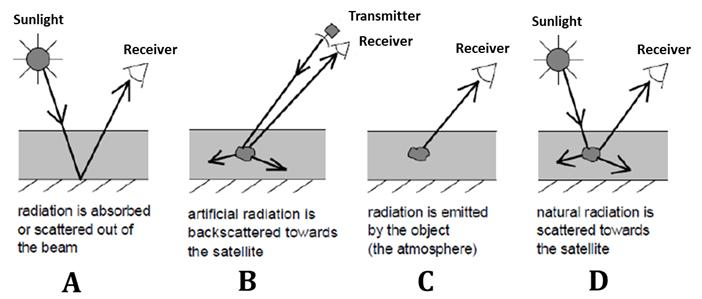 Sunlight
Receiver
radiation is absorbed
or scattered out of
the beam
A
Transmitter
Receiver
artificial radiation is
backscattered towards
the satellite
B
Receiver
radiation is emitted
by the object
(the atmosphere)
C
Sunlight
Receiver
natural radiation is
scattered towards
the satellite
D